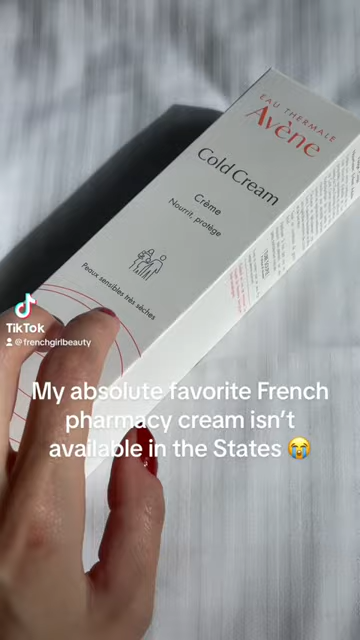 EAU THERMALE
Avène
Cold Cream
Crème
Nourrit, protège
Peaux sensibles très sèches
TikTok
@frenchgirlbeauty
My absolute favorite French
pharmacy cream isn't
available in the States 😭